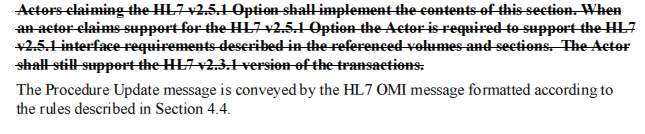 Actors claiming the HL7 v2.5.1 Option shall implement the contents of this section. When
an actor claims support for the HL7 v2.5.1 Option the Actor is required to support the HL7
v2.5.1 interface requirements described in the referenced volumes and sections. The Actor
shall still support the HL7 v2.3.1 version of the transactions.
The Procedure Update message is conveyed by the HL7 OMI message formatted according to
the rules described in Section 4.4.